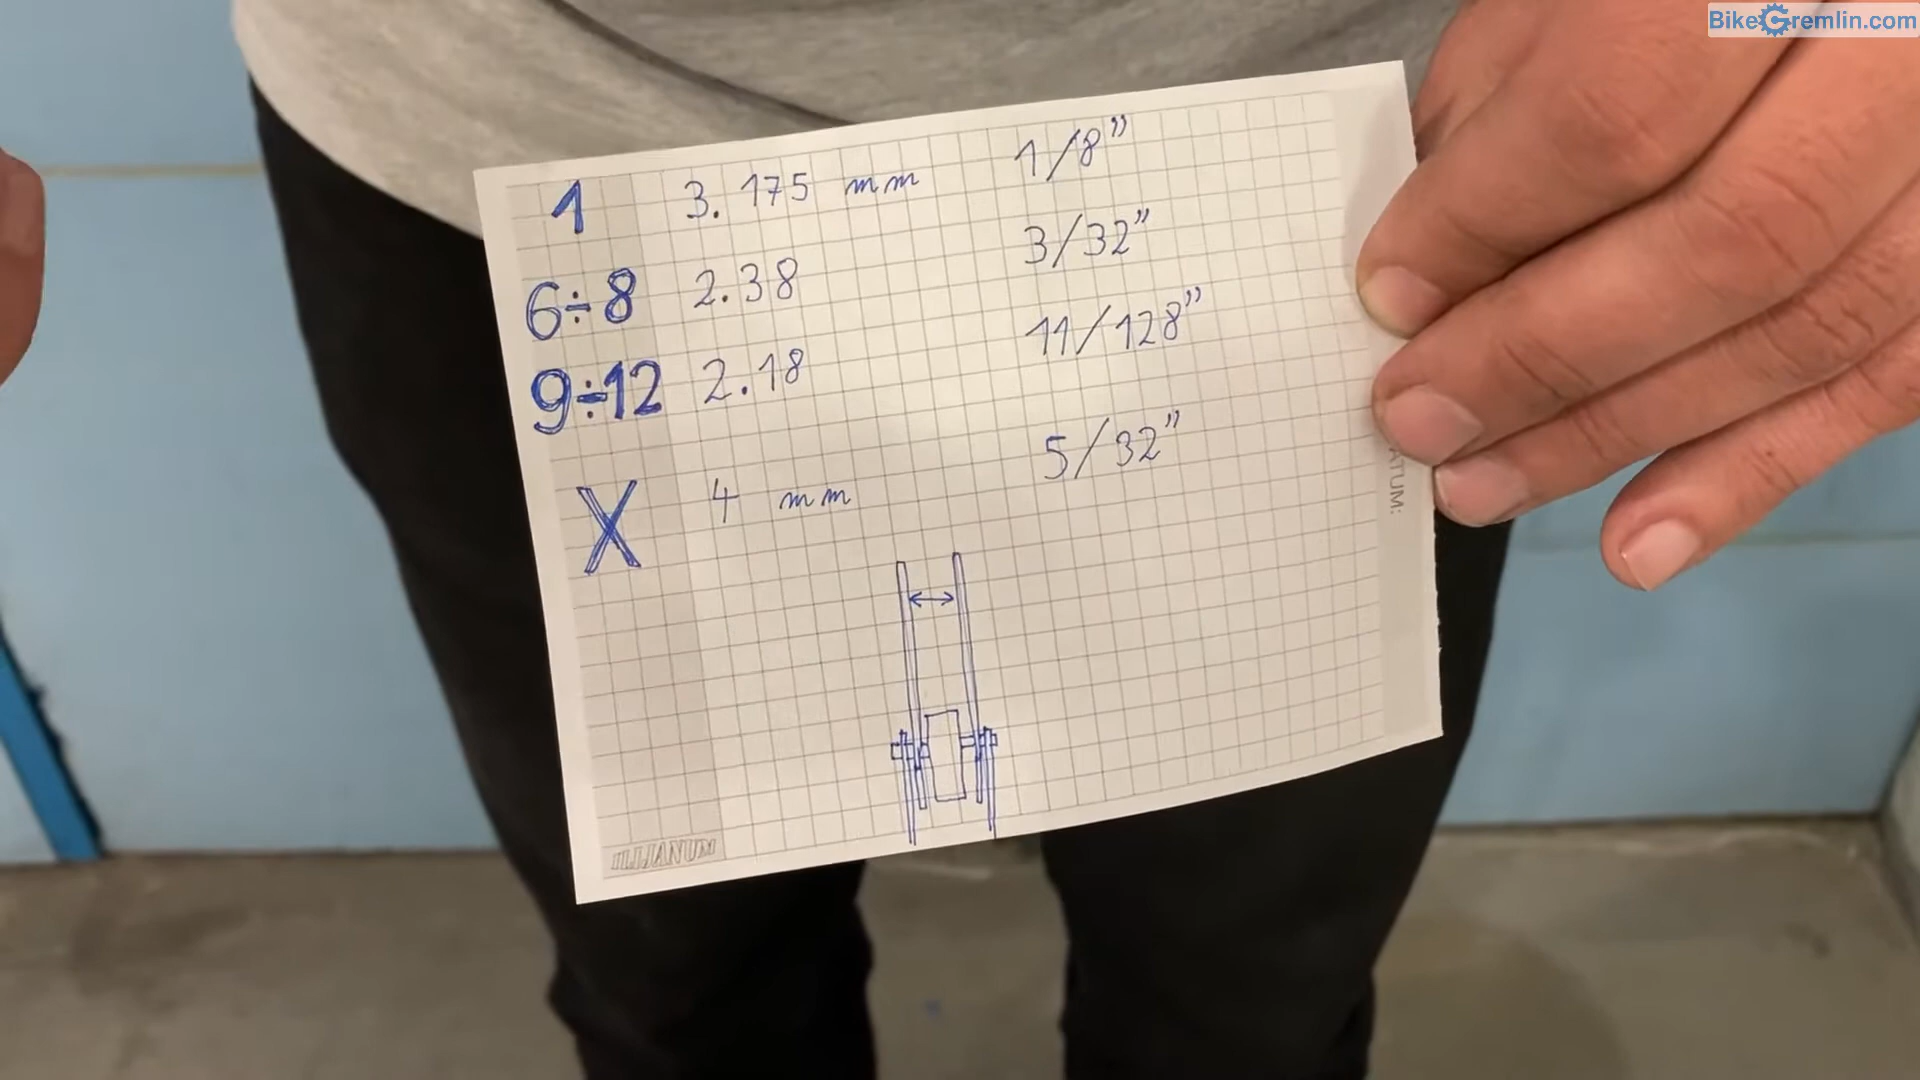 BikeGremlin.com
1 3.175 mm 1/8"
6÷8 2.38 3/32"
9÷12 2.18 11/128"
X 4 mm 5/32"
ATUM:
ILIJANUM